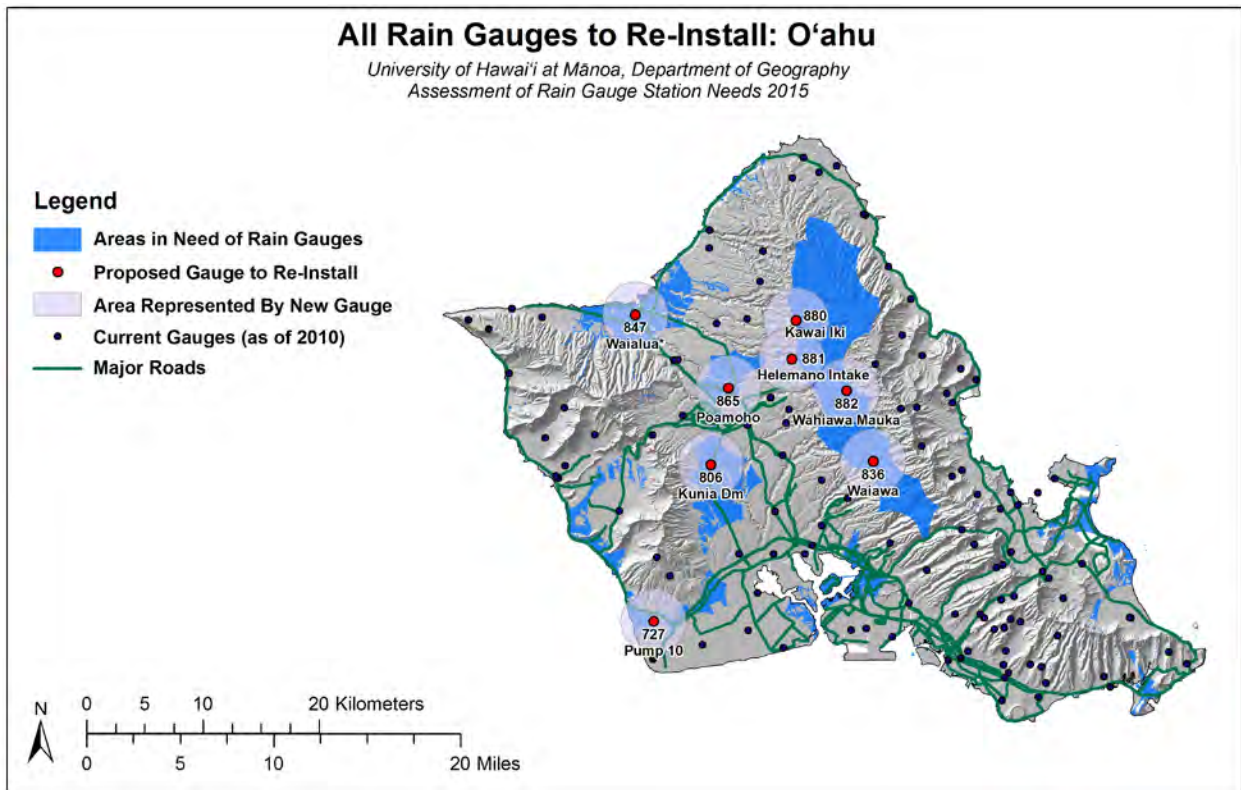 All Rain Gauges to Re-Install: Oʻahu
University of Hawaiʻi at Mānoa, Department of Geography
Assessment of Rain Gauge Station Needs 2015
Legend
Areas in Need of Rain Gauges
Proposed Gauge to Re-Install
Area Represented By New Gauge
Current Gauges (as of 2010)
Major Roads
847
Waialua
880
Kawai Iki
881
Helemano Intake
865
Poamoho
882
Wahiawa Mauka
806
Kunia Dm
836
Waiawa
727
Pump 10
N
0 5 10 20 Kilometers
0 5 10 20 Miles